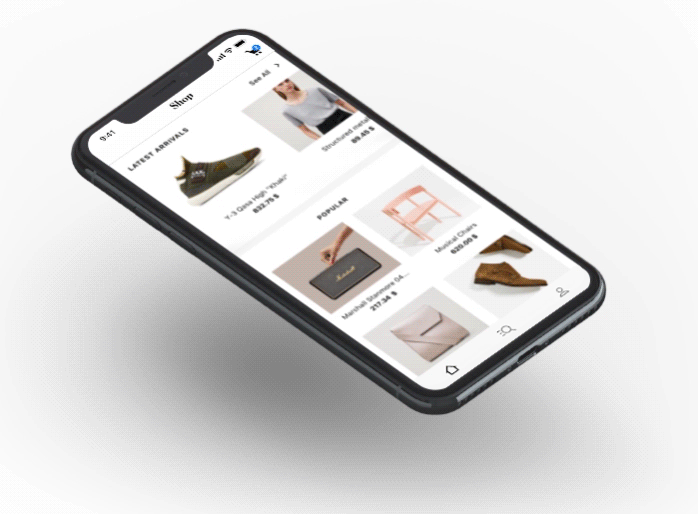 9:41
Shop
LATEST ARRIVALS
See All
Y-3 Qasa High "Khaki"
832.75 $
Structured metal
89.45 $
POPULAR
Marshall Stanmore 04...
217.34 $
Musical Chairs
620.00 $